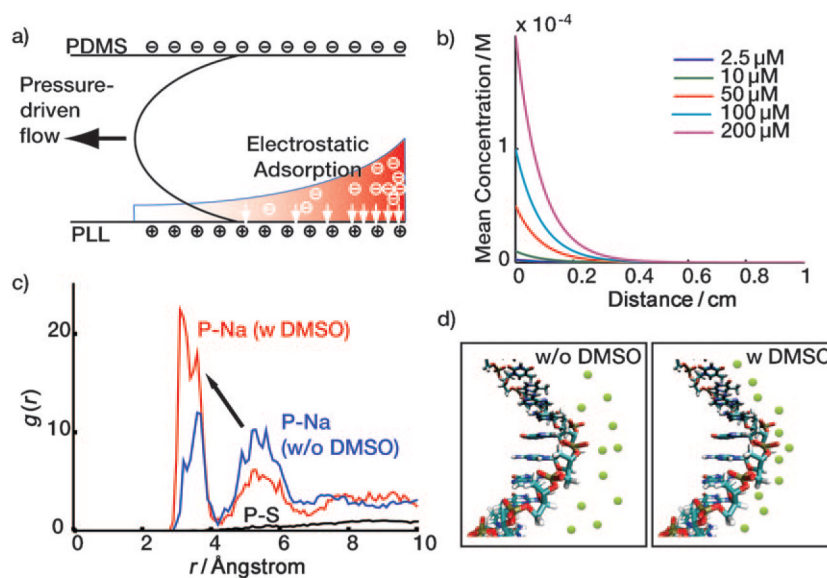 a)
PDMS ⊖ ⊖ ⊖ ⊖ ⊖ ⊖ ⊖ ⊖ ⊖ ⊖ ⊖ ⊖
Pressure-
driven
flow
Electrostatic
Adsorption
PLL
⊕ ⊕ ⊕ ⊕ ⊕ ⊕ ⊕ ⊕ ⊕ ⊕ ⊕ ⊕
b)
x 10⁻⁴
Mean Concentration / M
1
0
2.5 µM
10 µM
50 µM
100 µM
200 µM
0 0.2 0.4 0.6 0.8 1
Distance / cm
c)
g(r)
20
10
0
P-Na (w DMSO)
P-Na
(w/o DMSO)
P-S
0 2 4 6 8 10
r / Ångstrom
d)
w/o DMSO
w DMSO